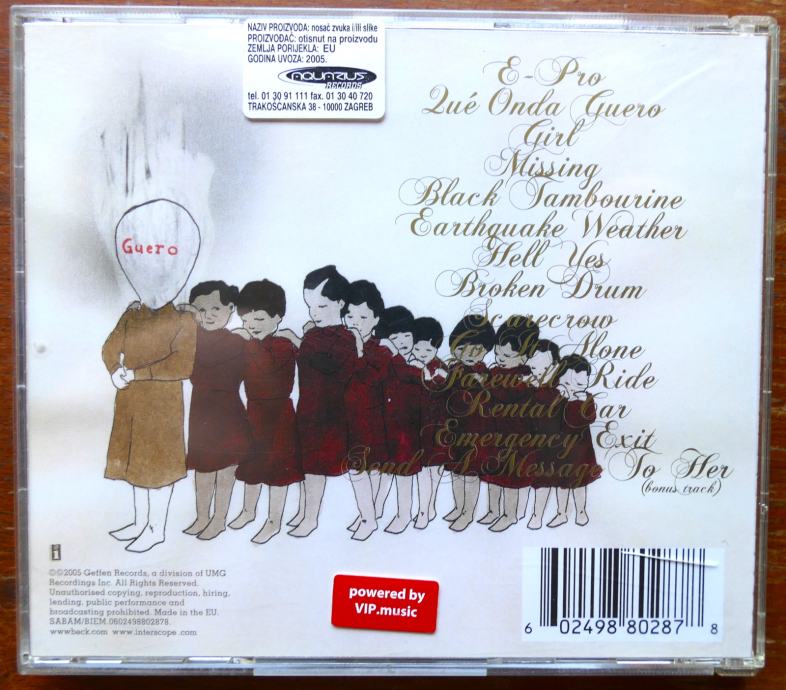 NAZIV PROIZVODA: nosač zvuka i/ili slike
PROIZVOĐAČ: otisnut na proizvodu
ZEMLJA PORIJEKLA: EU
GODINA UVOZA: 2005.
AQUARIUS
RECORDS
tel. 01 30 91 111 fax. 01 30 40 720
TRAKOŠĆANSKA 38 - 10000 ZAGREB
E-Pro
Qué Onda Guero
Girl
Missing
Black Tambourine
Earthquake Weather
Hell Yes
Broken Drum
Scarecrow
Go It Alone
Farewell Ride
Rental Car
Emergency Exit
Send A Message To Her
(bonus track)
Guero
i
℗©2005 Geffen Records, a division of UMG
Recordings Inc. All Rights Reserved.
Unauthorised copying, reproduction, hiring,
lending, public performance and
broadcasting prohibited. Made in the EU.
SABAM/BIEM. 0602498802878.
www.beck.com www.interscope.com
powered by
VIP.music
6 02498 80287 8